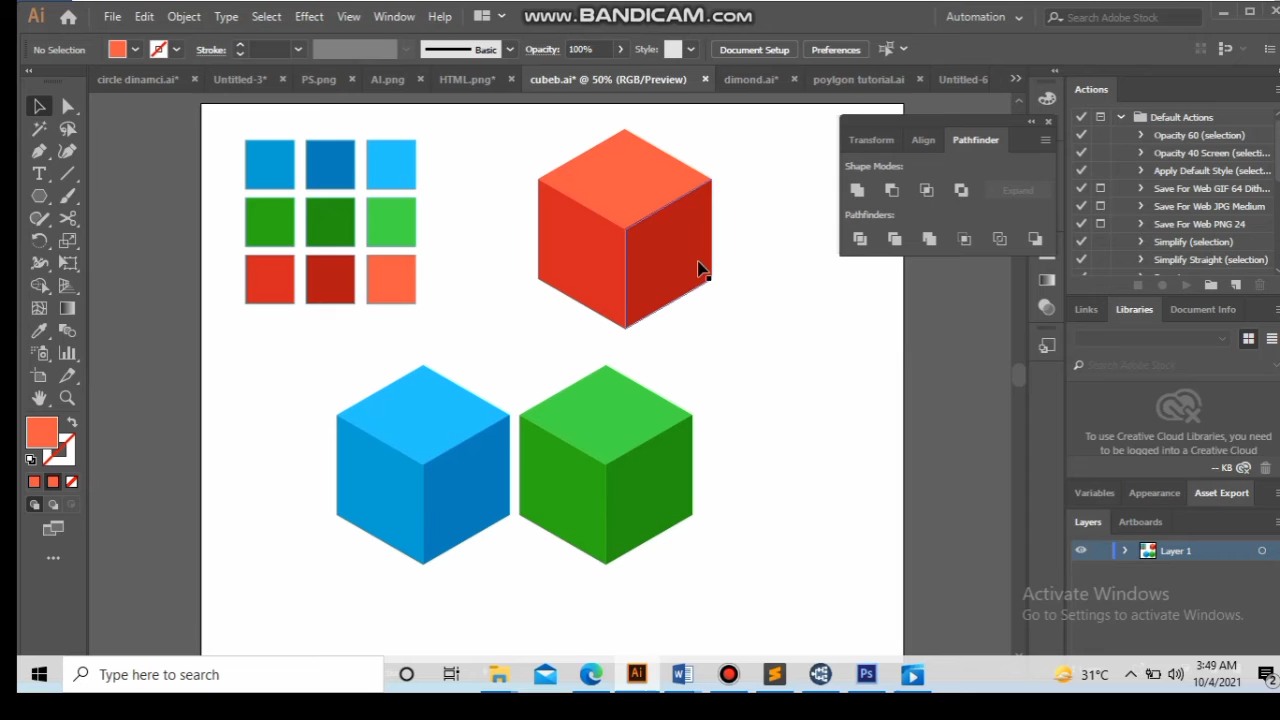 Ai File Edit Object Type Select Effect View Window Help
www.BANDICAM.com
Automation Search Adobe Stock
No Selection Stroke: Basic Opacity: 100% Style: Document Setup Preferences
circle dinamci.ai* × Untitled-3* × PS.png × AI.png × HTML.png* × cubeb.ai* @ 50% (RGB/Preview) × dimond.ai* × poylgon tutorial.ai × Untitled-6
Actions
Default Actions
Opacity 60 (selection)
Opacity 40 Screen (selecti...
Apply Default Style (select...
Save For Web GIF 64 Dith...
Save For Web JPG Medium
Save For Web PNG 24
Simplify (selection)
Simplify Straight (selection)
Transform Align Pathfinder
Shape Modes:
Expand
Pathfinders:
Links Libraries Document Info
Search Adobe Stock
To use Creative Cloud Libraries, you need
to be logged into a Creative Cloud
-- KB
Variables Appearance Asset Export
Layers Artboards
Layer 1
Activate Windows
Go to Settings to activate Windows.
Type here to search
Ai
Ps
31°C
3:49 AM
10/4/2021
2